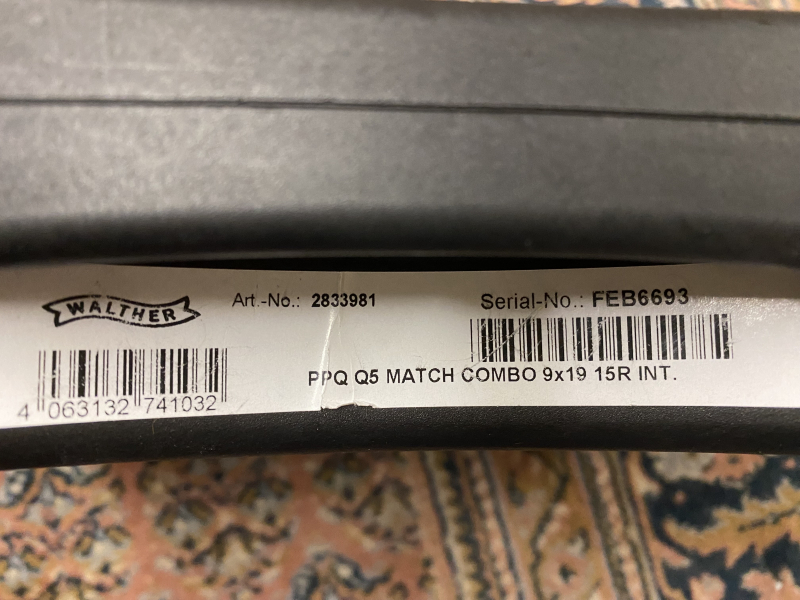 WALTHER
Art.-No.: 2833981
Serial-No.: FEB6693
PPQ Q5 MATCH COMBO 9x19 15R INT.
4 063132 741032